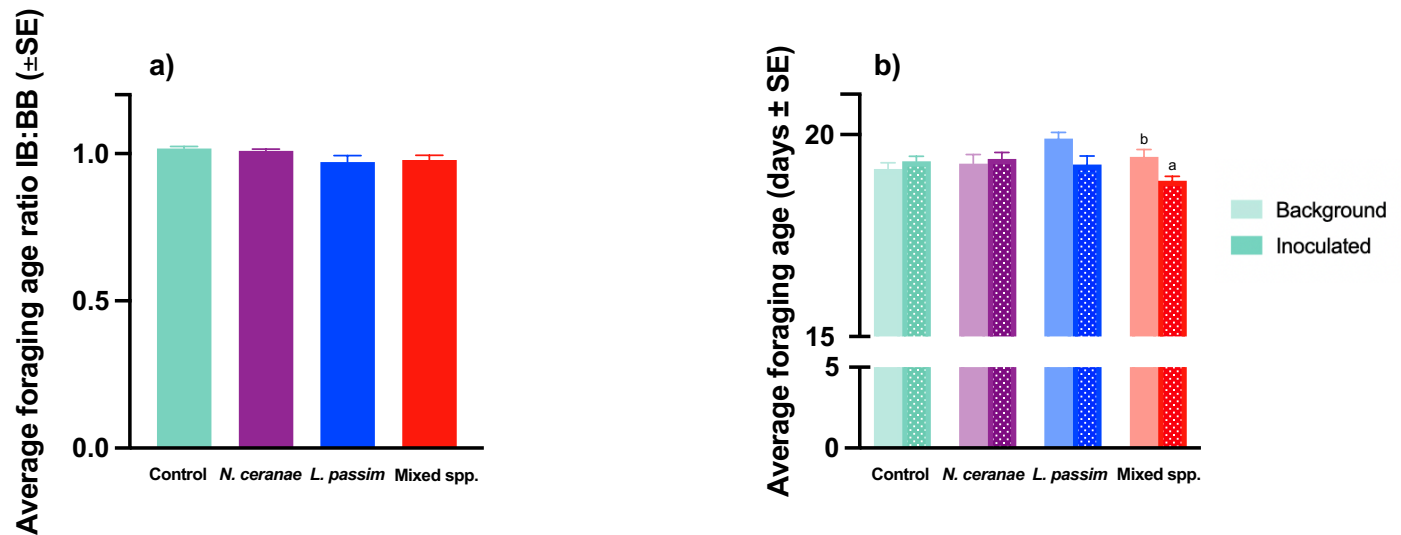 Average foraging age ratio IB:BB (±SE)
a)
1.0
0.5
0.0
Control N. ceranae L. passim Mixed spp.
Average foraging age (days ± SE)
b)
20
15
5
0
b
a
Control N. ceranae L. passim Mixed spp.
Background
Inoculated